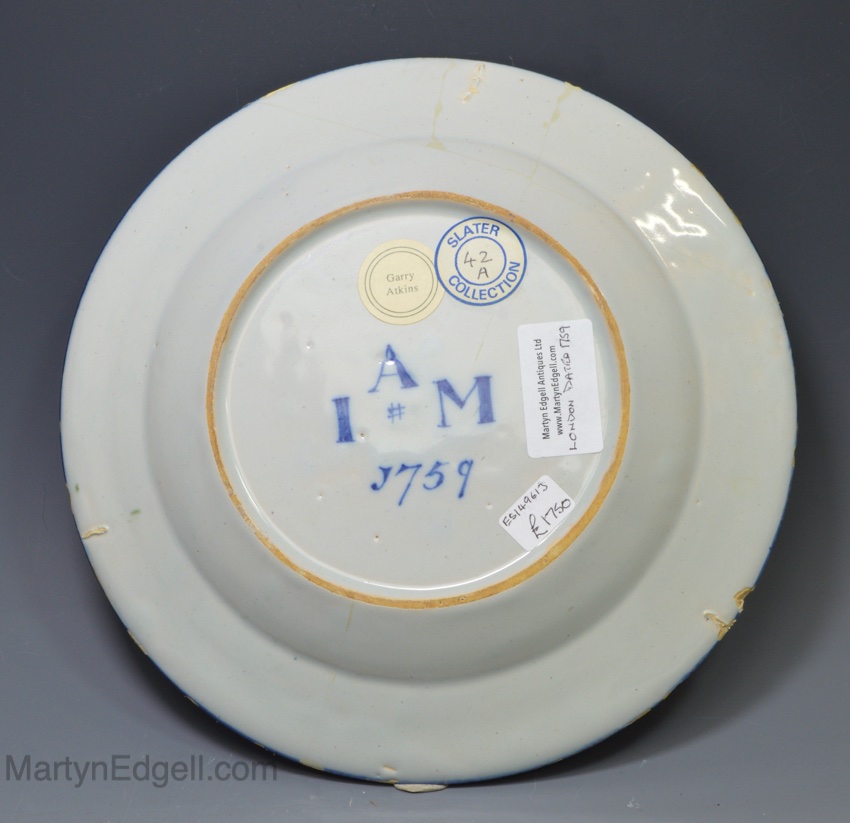 SLATER
42
A
COLLECTION
Garry
Atkins
Martyn Edgell Antiques Ltd
www.MartynEdgell.com
LONDON DATED 1759
A
I # M
1759
ES149613
£1750
MartynEdgell.com